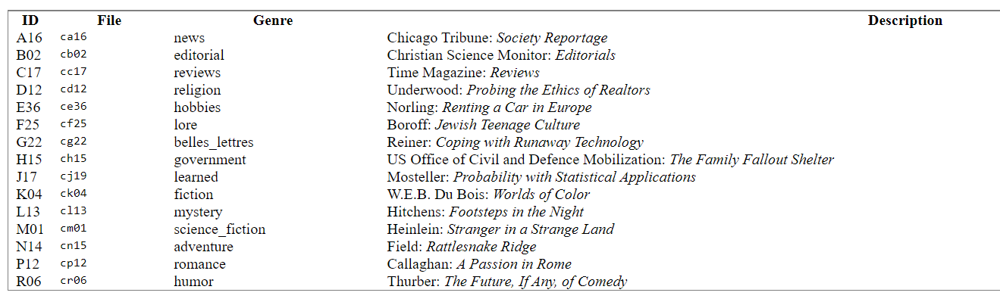 ID File Genre Description
A16 ca16 news Chicago Tribune: Society Reportage
B02 cb02 editorial Christian Science Monitor: Editorials
C17 cc17 reviews Time Magazine: Reviews
D12 cd12 religion Underwood: Probing the Ethics of Realtors
E36 ce36 hobbies Norling: Renting a Car in Europe
F25 cf25 lore Boroff: Jewish Teenage Culture
G22 cg22 belles_lettres Reiner: Coping with Runaway Technology
H15 ch15 government US Office of Civil and Defence Mobilization: The Family Fallout Shelter
J17 cj19 learned Mosteller: Probability with Statistical Applications
K04 ck04 fiction W.E.B. Du Bois: Worlds of Color
L13 cl13 mystery Hitchens: Footsteps in the Night
M01 cm01 science_fiction Heinlein: Stranger in a Strange Land
N14 cn15 adventure Field: Rattlesnake Ridge
P12 cp12 romance Callaghan: A Passion in Rome
R06 cr06 humor Thurber: The Future, If Any, of Comedy